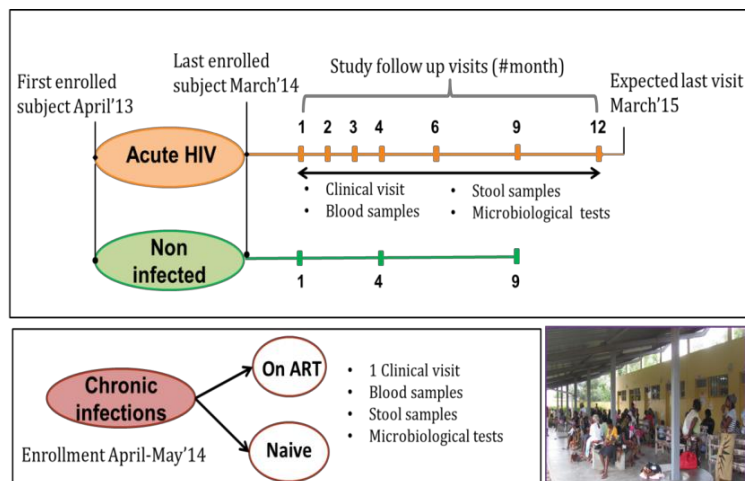 First enrolled
subject April'13
Last enrolled
subject March'14
Study follow up visits (#month)
Expected last visit
March'15
1 2 3 4 6 9 12
Acute HIV
• Clinical visit
• Blood samples
• Stool samples
• Microbiological tests
Non
infected
1 4 9
Chronic
infections
On ART
Naive
• 1 Clinical visit
• Blood samples
• Stool samples
• Microbiological tests
Enrollment April-May'14